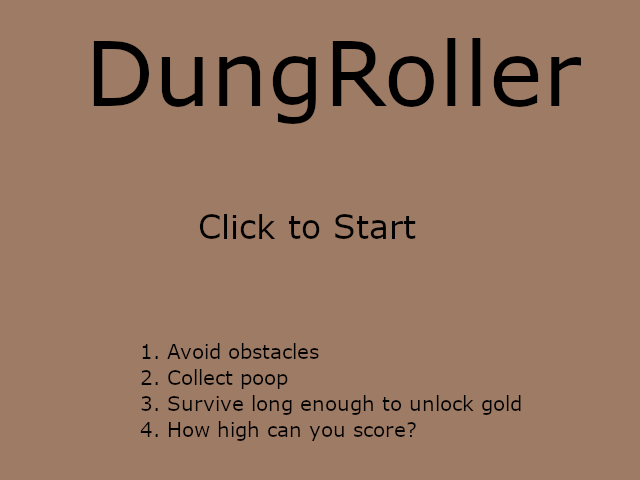 DungRoller
Click to Start
1. Avoid obstacles
2. Collect poop
3. Survive long enough to unlock gold
4. How high can you score?